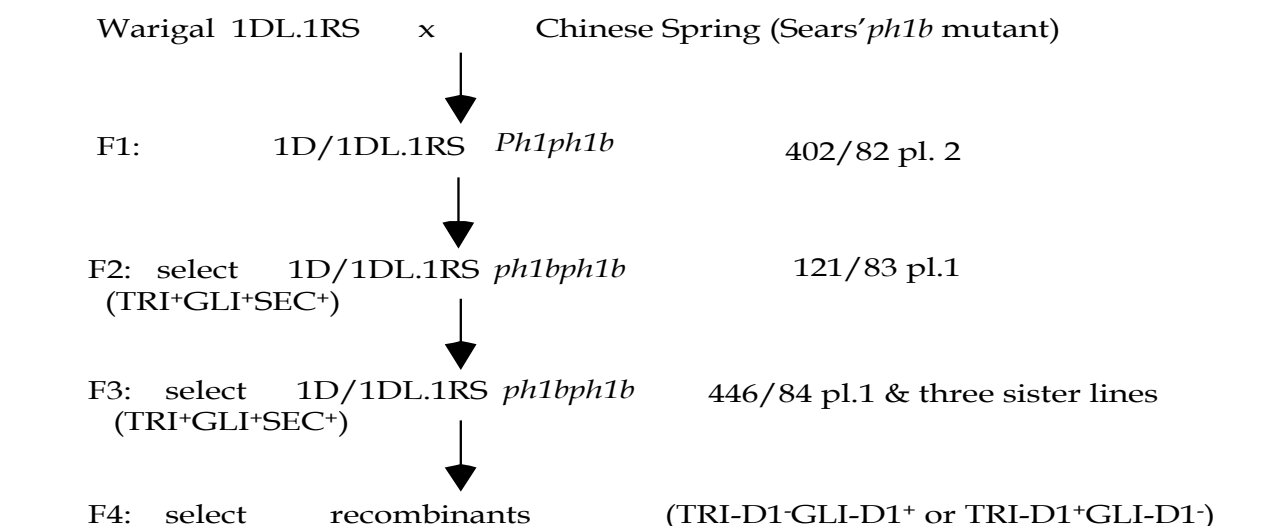 Warigal 1DL.1RS x Chinese Spring (Sears'ph1b mutant)
F1: 1D/1DL.1RS Ph1ph1b 402/82 pl. 2
F2: select 1D/1DL.1RS ph1bph1b 121/83 pl.1
(TRI⁺GLI⁺SEC⁺)
F3: select 1D/1DL.1RS ph1bph1b 446/84 pl.1 & three sister lines
(TRI⁺GLI⁺SEC⁺)
F4: select recombinants (TRI-D1⁻GLI-D1⁺ or TRI-D1⁺GLI-D1⁻)